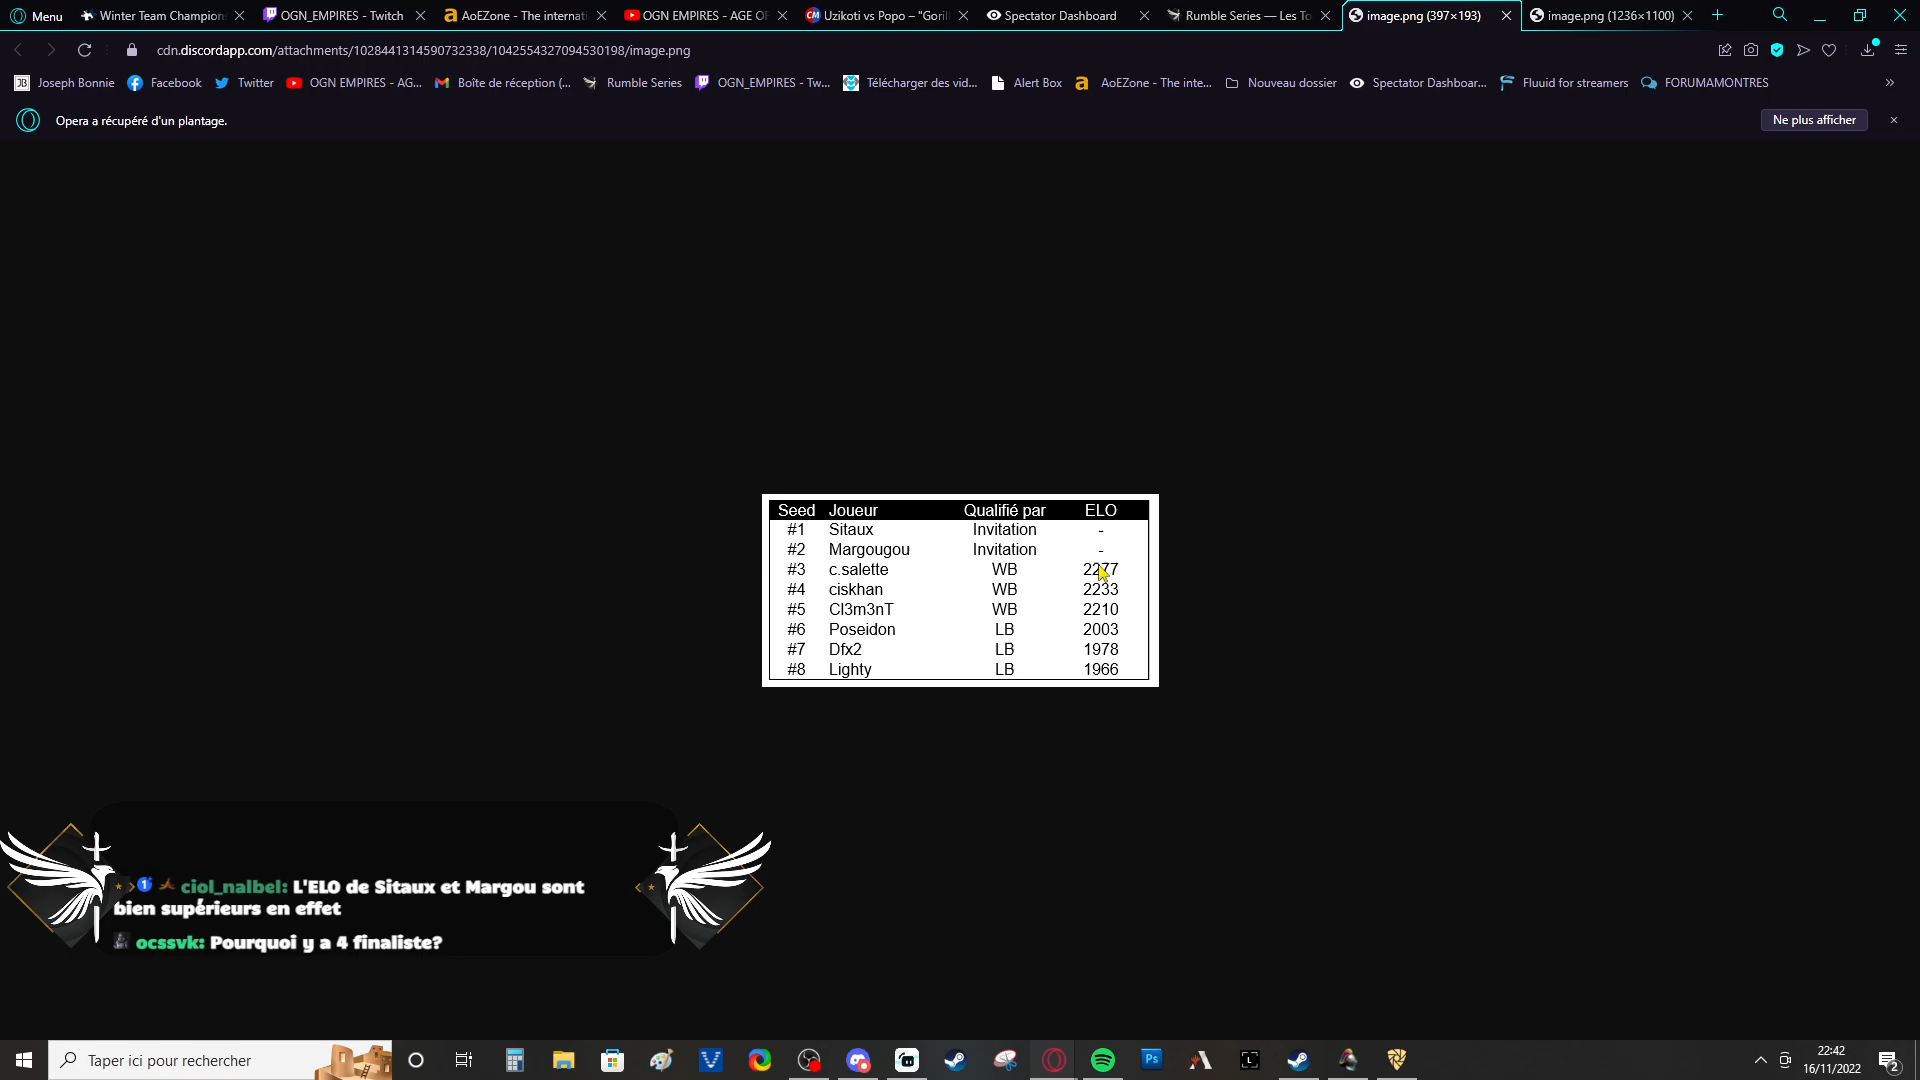 Menu
Winter Team Champion
OGN_EMPIRES - Twitch
AoEZone - The internati
OGN EMPIRES - AGE OF
Uzikoti vs Popo – "Goril
Spectator Dashboard
Rumble Series — Les To
image.png (397×193)
image.png (1236×1100)
cdn.discordapp.com/attachments/1028441314590732338/1042554327094530198/image.png
Joseph Bonnie
Facebook
Twitter
OGN EMPIRES - AG...
Boîte de réception (...
Rumble Series
OGN_EMPIRES - Tw...
Télécharger des vid...
Alert Box
AoEZone - The inte...
Nouveau dossier
Spectator Dashboar...
Fluuid for streamers
FORUMAMONTRES
Opera a récupéré d'un plantage.
Ne plus afficher
Seed Joueur Qualifié par ELO
#1 Sitaux Invitation -
#2 Margougou Invitation -
#3 c.salette WB 2277
#4 ciskhan WB 2233
#5 Cl3m3nT WB 2210
#6 Poseidon LB 2003
#7 Dfx2 LB 1978
#8 Lighty LB 1966
ciol_nalbel: L'ELO de Sitaux et Margou sont
bien supérieurs en effet
ocssvk: Pourquoi y a 4 finaliste?
Taper ici pour rechercher
22:42
16/11/2022
2